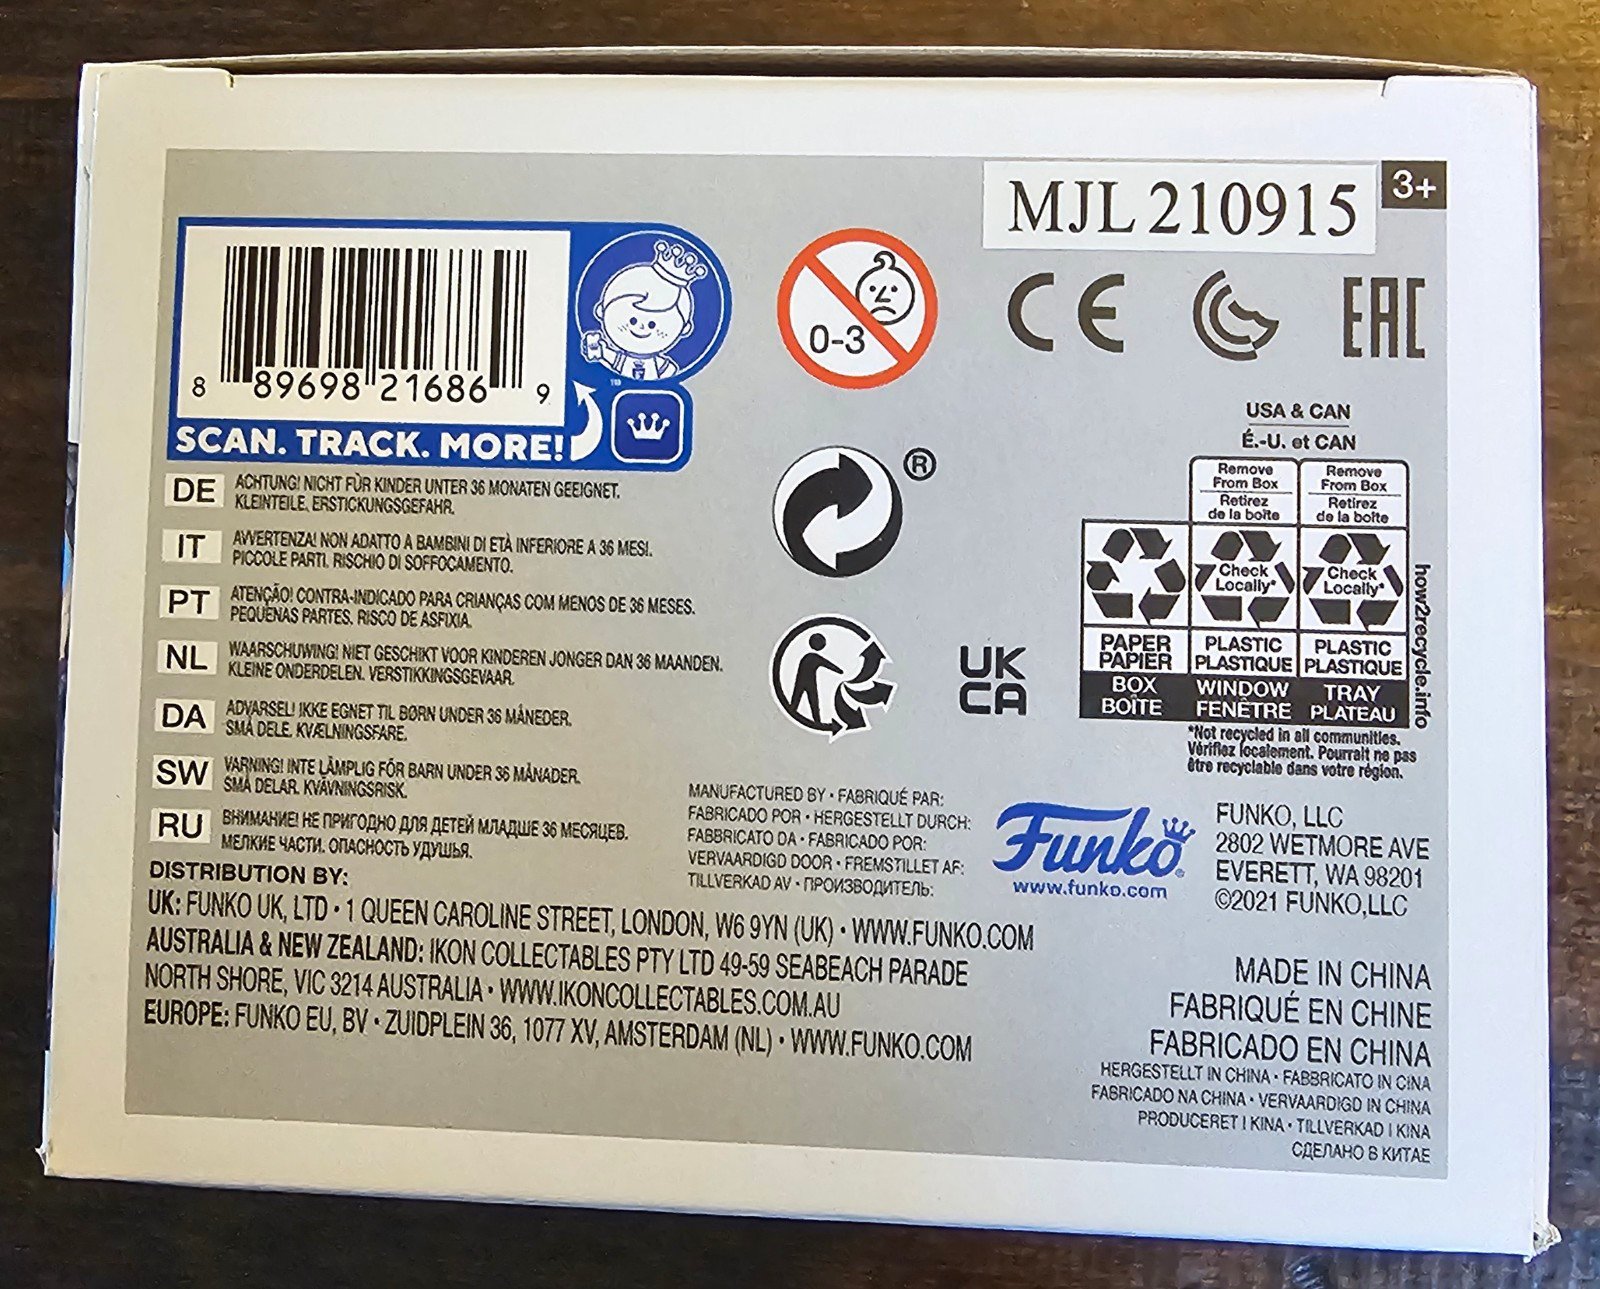 MJL 210915
3+
8 89698 21686 9
SCAN. TRACK. MORE!
TM
0-3
CE
EAC
®
UK
CA
USA & CAN
É.-U. et CAN
Remove
From Box
Retirez
de la boîte
Remove
From Box
Retirez
de la boîte
Check
Locally*
Check
Locally*
PAPER
PAPIER
PLASTIC
PLASTIQUE
PLASTIC
PLASTIQUE
BOX
BOÎTE
WINDOW
FENÊTRE
TRAY
PLATEAU
how2recycle.info
*Not recycled in all communities.
Vérifiez localement. Pourrait ne pas
être recyclable dans votre région.
DE ACHTUNG! NICHT FÜR KINDER UNTER 36 MONATEN GEEIGNET.
KLEINTEILE. ERSTICKUNGSGEFAHR.
IT AVVERTENZA! NON ADATTO A BAMBINI DI ETÀ INFERIORE A 36 MESI.
PICCOLE PARTI. RISCHIO DI SOFFOCAMENTO.
PT ATENÇÃO! CONTRA-INDICADO PARA CRIANÇAS COM MENOS DE 36 MESES.
PEQUENAS PARTES. RISCO DE ASFIXIA.
NL WAARSCHUWING! NIET GESCHIKT VOOR KINDEREN JONGER DAN 36 MAANDEN.
KLEINE ONDERDELEN. VERSTIKKINGSGEVAAR.
DA ADVARSEL! IKKE EGNET TIL BØRN UNDER 36 MÅNEDER.
SMÅ DELE. KVÆLNINGSFARE.
SW VARNING! INTE LÄMPLIG FÖR BARN UNDER 36 MÅNADER.
SMÅ DELAR. KVÄVNINGSRISK.
RU ВНИМАНИЕ! НЕ ПРИГОДНО ДЛЯ ДЕТЕЙ МЛАДШЕ 36 МЕСЯЦЕВ.
МЕЛКИЕ ЧАСТИ. ОПАСНОСТЬ УДУШЬЯ.
MANUFACTURED BY • FABRIQUÉ PAR:
FABRICADO POR • HERGESTELLT DURCH:
FABBRICATO DA • FABRICADO POR:
VERVAARDIGD DOOR • FREMSTILLET AF:
TILLVERKAD AV • ПРОИЗВОДИТЕЛЬ:
Funko®
www.funko.com
FUNKO, LLC
2802 WETMORE AVE
EVERETT, WA 98201
©2021 FUNKO,LLC
DISTRIBUTION BY:
UK: FUNKO UK, LTD • 1 QUEEN CAROLINE STREET, LONDON, W6 9YN (UK) • WWW.FUNKO.COM
AUSTRALIA & NEW ZEALAND: IKON COLLECTABLES PTY LTD 49-59 SEABEACH PARADE
NORTH SHORE, VIC 3214 AUSTRALIA • WWW.IKONCOLLECTABLES.COM.AU
EUROPE: FUNKO EU, BV • ZUIDPLEIN 36, 1077 XV, AMSTERDAM (NL) • WWW.FUNKO.COM
MADE IN CHINA
FABRIQUÉ EN CHINE
FABRICADO EN CHINA
HERGESTELLT IN CHINA • FABBRICATO IN CINA
FABRICADO NA CHINA • VERVAARDIGD IN CHINA
PRODUCERET I KINA • TILLVERKAD I KINA
СДЕЛАНО В КИТАЕ